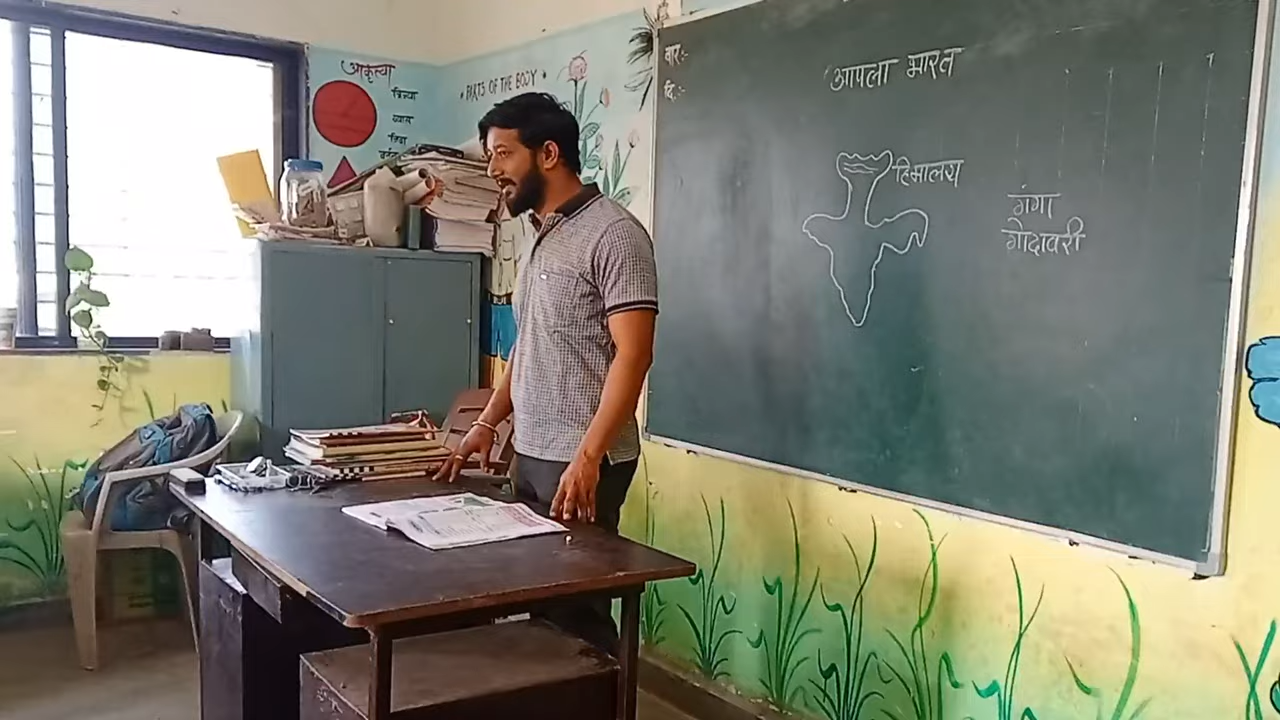 आकृत्या
त्रिज्या
व्यास
PARTS OF THE BODY
वार:-
दि.:-
आपला भारत
हिमालय
गंगा
गोदावरी